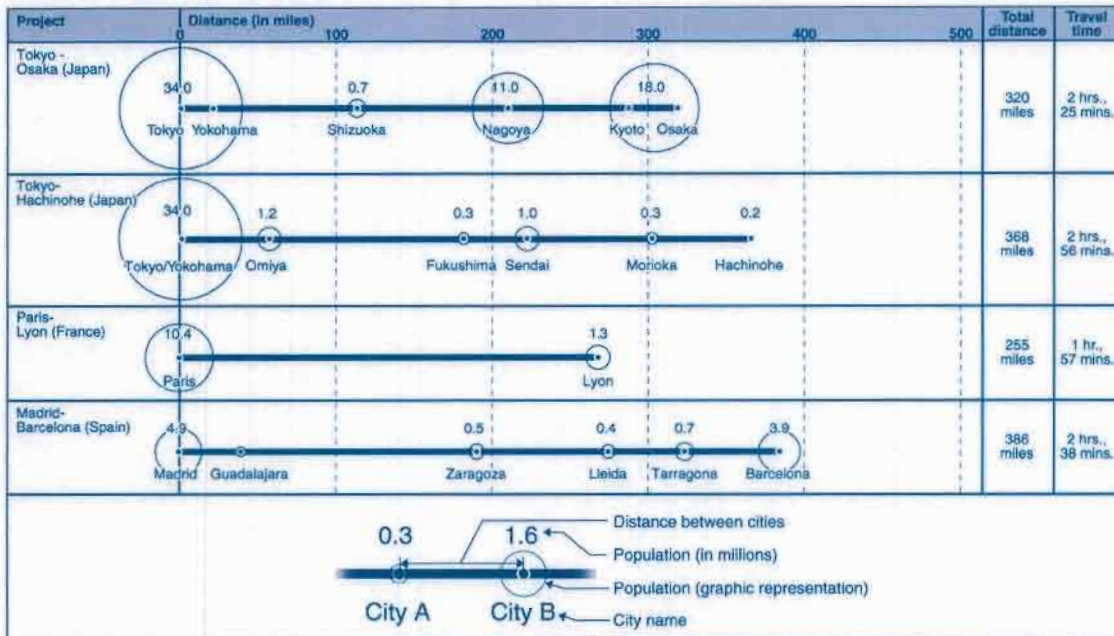 Project Distance (in miles) Total distance Travel time
0 100 200 300 400 500
Tokyo -
Osaka (Japan)
34.0 0.7 11.0 18.0
Tokyo Yokohama Shizuoka Nagoya Kyoto Osaka
320
miles
2 hrs.,
25 mins.
Tokyo-
Hachinohe (Japan)
34.0 1.2 0.3 1.0 0.3 0.2
Tokyo/Yokohama Omiya Fukushima Sendai Morioka Hachinohe
368
miles
2 hrs.,
56 mins.
Paris-
Lyon (France)
10.4 1.3
Paris Lyon
255
miles
1 hr.,
57 mins.
Madrid-
Barcelona (Spain)
4.9 0.5 0.4 0.7 3.9
Madrid Guadalajara Zaragoza Lleida Tarragona Barcelona
386
miles
2 hrs.,
38 mins.
Distance between cities
0.3 1.6
Population (in millions)
Population (graphic representation)
City A City B
City name